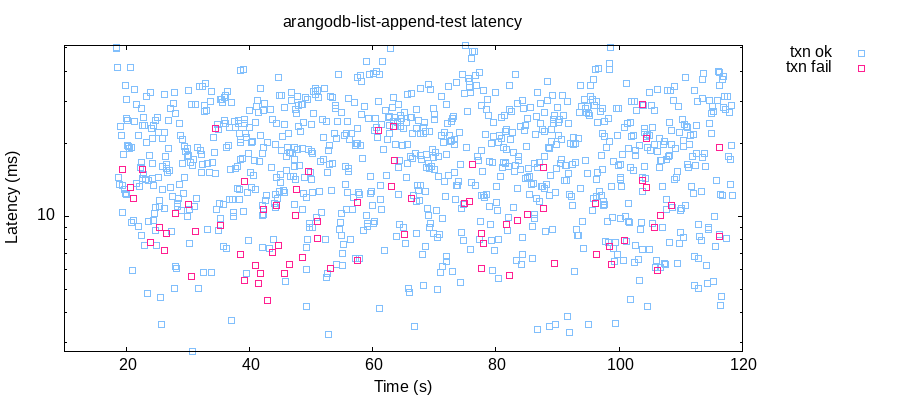 arangodb-list-append-test latency
txn ok
txn fail
Latency (ms)
10
20 40 60 80 100 120
Time (s)